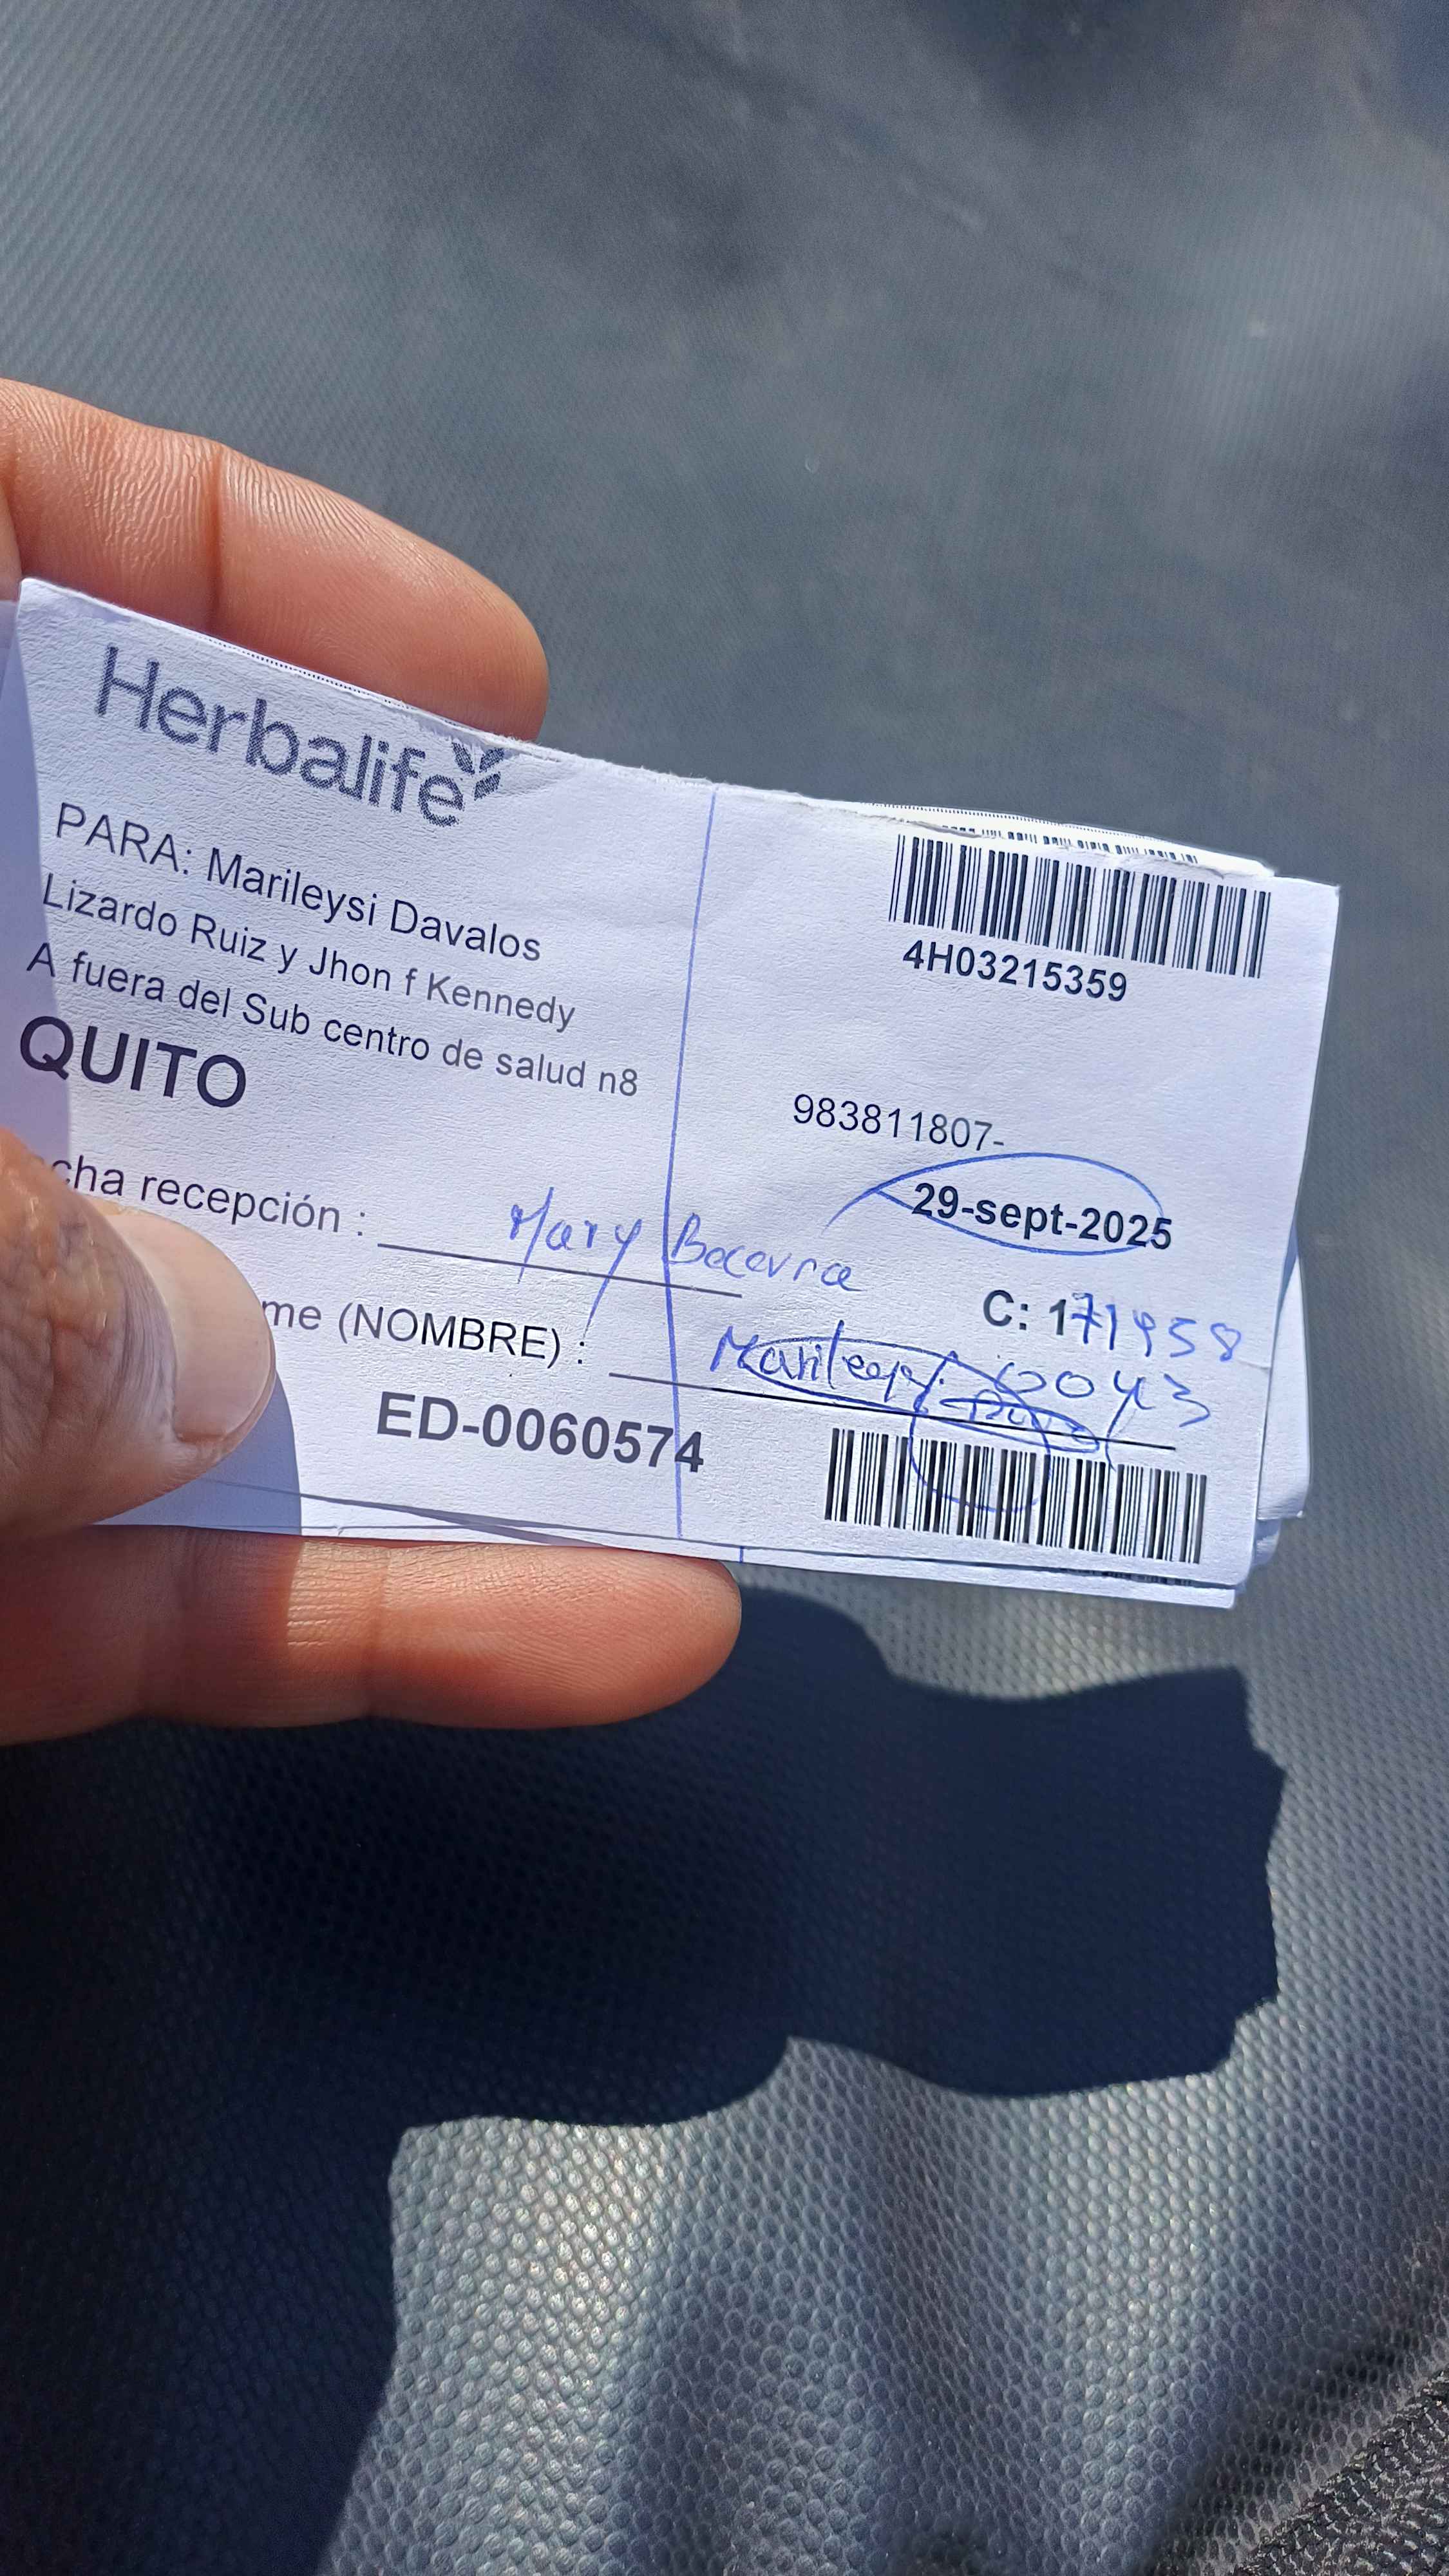 Herbalife
PARA: Marileysi Davalos
Lizardo Ruiz y Jhon f Kennedy
A fuera del Sub centro de salud n8
QUITO
4H03215359
983811807-
29-sept-2025
cha recepción : Mary Becerra
C: 171958
me (NOMBRE) : Marileysi
0043
ED-0060574